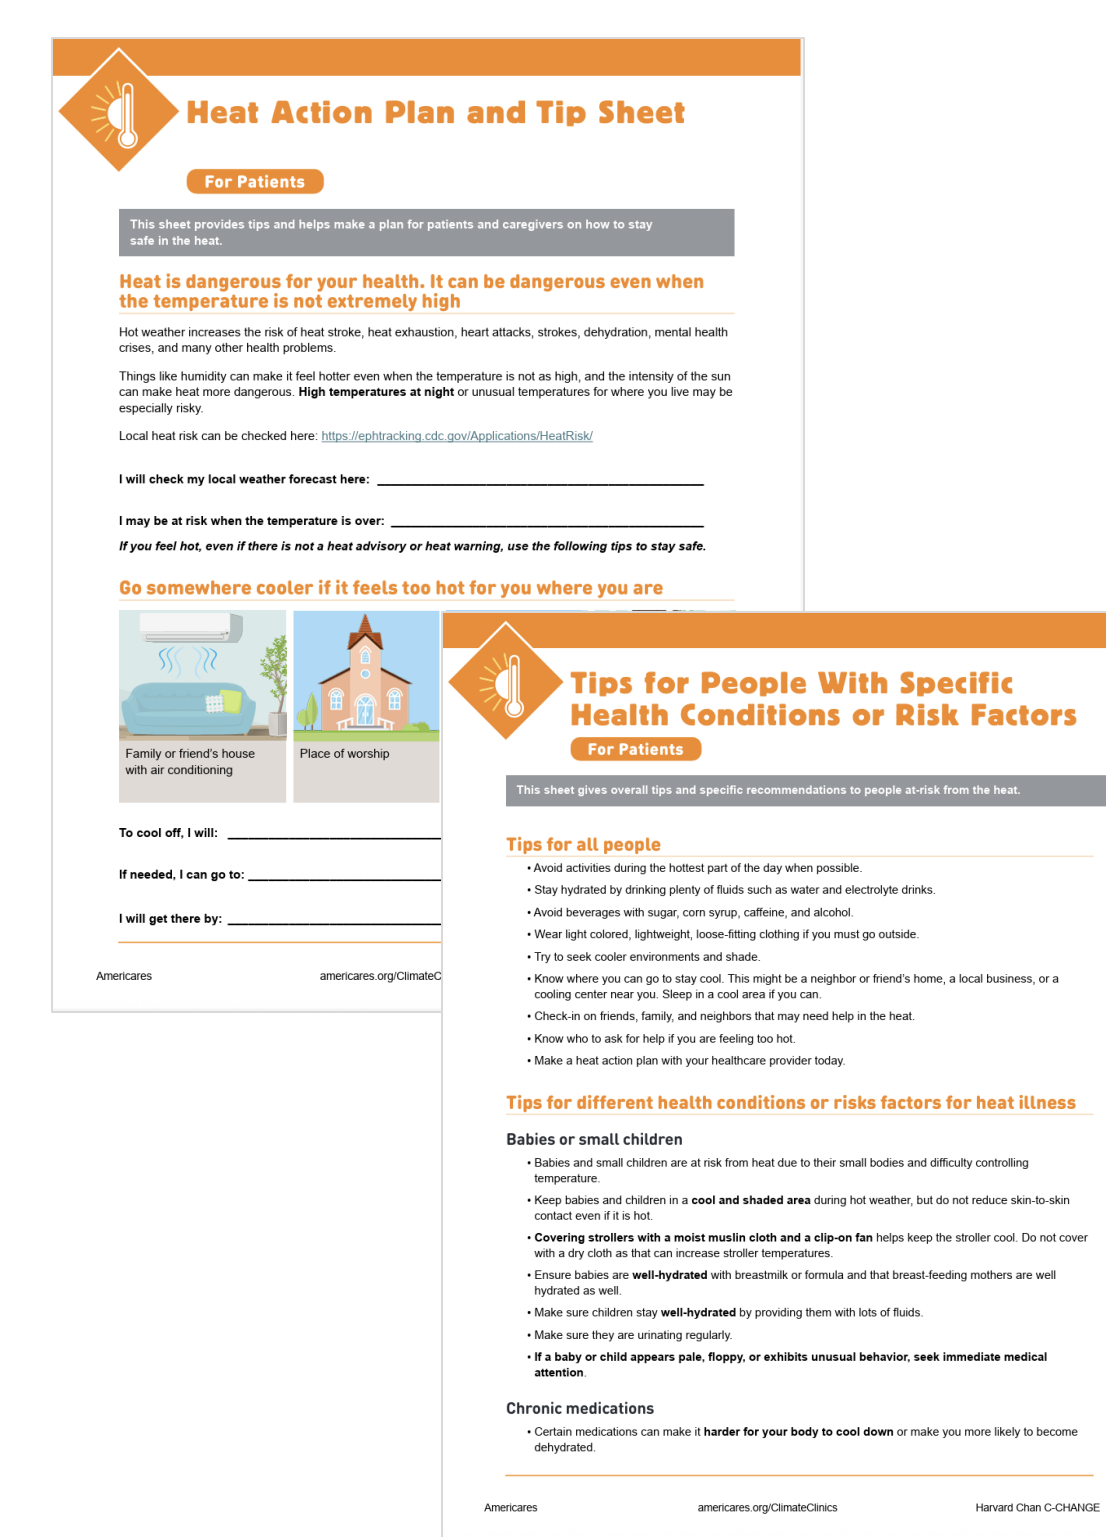 Heat Action Plan and Tip Sheet
For Patients
This sheet provides tips and helps make a plan for patients and caregivers on how to stay
safe in the heat.
Heat is dangerous for your health. It can be dangerous even when
the temperature is not extremely high
Hot weather increases the risk of heat stroke, heat exhaustion, heart attacks, strokes, dehydration, mental health
crises, and many other health problems.
Things like humidity can make it feel hotter even when the temperature is not as high, and the intensity of the sun
can make heat more dangerous. High temperatures at night or unusual temperatures for where you live may be
especially risky.
Local heat risk can be checked here: https://ephtracking.cdc.gov/Applications/HeatRisk/
I will check my local weather forecast here:
I may be at risk when the temperature is over:
If you feel hot, even if there is not a heat advisory or heat warning, use the following tips to stay safe.
Go somewhere cooler if it feels too hot for you where you are
Family or friend's house
with air conditioning
Place of worship
To cool off, I will:
If needed, I can go to:
I will get there by:
Americares
americares.org/ClimateC
Tips for People With Specific
Health Conditions or Risk Factors
For Patients
This sheet gives overall tips and specific recommendations to people at-risk from the heat.
Tips for all people
• Avoid activities during the hottest part of the day when possible.
• Stay hydrated by drinking plenty of fluids such as water and electrolyte drinks.
• Avoid beverages with sugar, corn syrup, caffeine, and alcohol.
• Wear light colored, lightweight, loose-fitting clothing if you must go outside.
• Try to seek cooler environments and shade.
• Know where you can go to stay cool. This might be a neighbor or friend's home, a local business, or a
cooling center near you. Sleep in a cool area if you can.
• Check-in on friends, family, and neighbors that may need help in the heat.
• Know who to ask for help if you are feeling too hot.
• Make a heat action plan with your healthcare provider today.
Tips for different health conditions or risks factors for heat illness
Babies or small children
• Babies and small children are at risk from heat due to their small bodies and difficulty controlling
temperature.
• Keep babies and children in a cool and shaded area during hot weather, but do not reduce skin-to-skin
contact even if it is hot.
• Covering strollers with a moist muslin cloth and a clip-on fan helps keep the stroller cool. Do not cover
with a dry cloth as that can increase stroller temperatures.
• Ensure babies are well-hydrated with breastmilk or formula and that breast-feeding mothers are well
hydrated as well.
• Make sure children stay well-hydrated by providing them with lots of fluids.
• Make sure they are urinating regularly.
• If a baby or child appears pale, floppy, or exhibits unusual behavior, seek immediate medical
attention.
Chronic medications
• Certain medications can make it harder for your body to cool down or make you more likely to become
dehydrated.
Americares
americares.org/ClimateClinics
Harvard Chan C-CHANGE